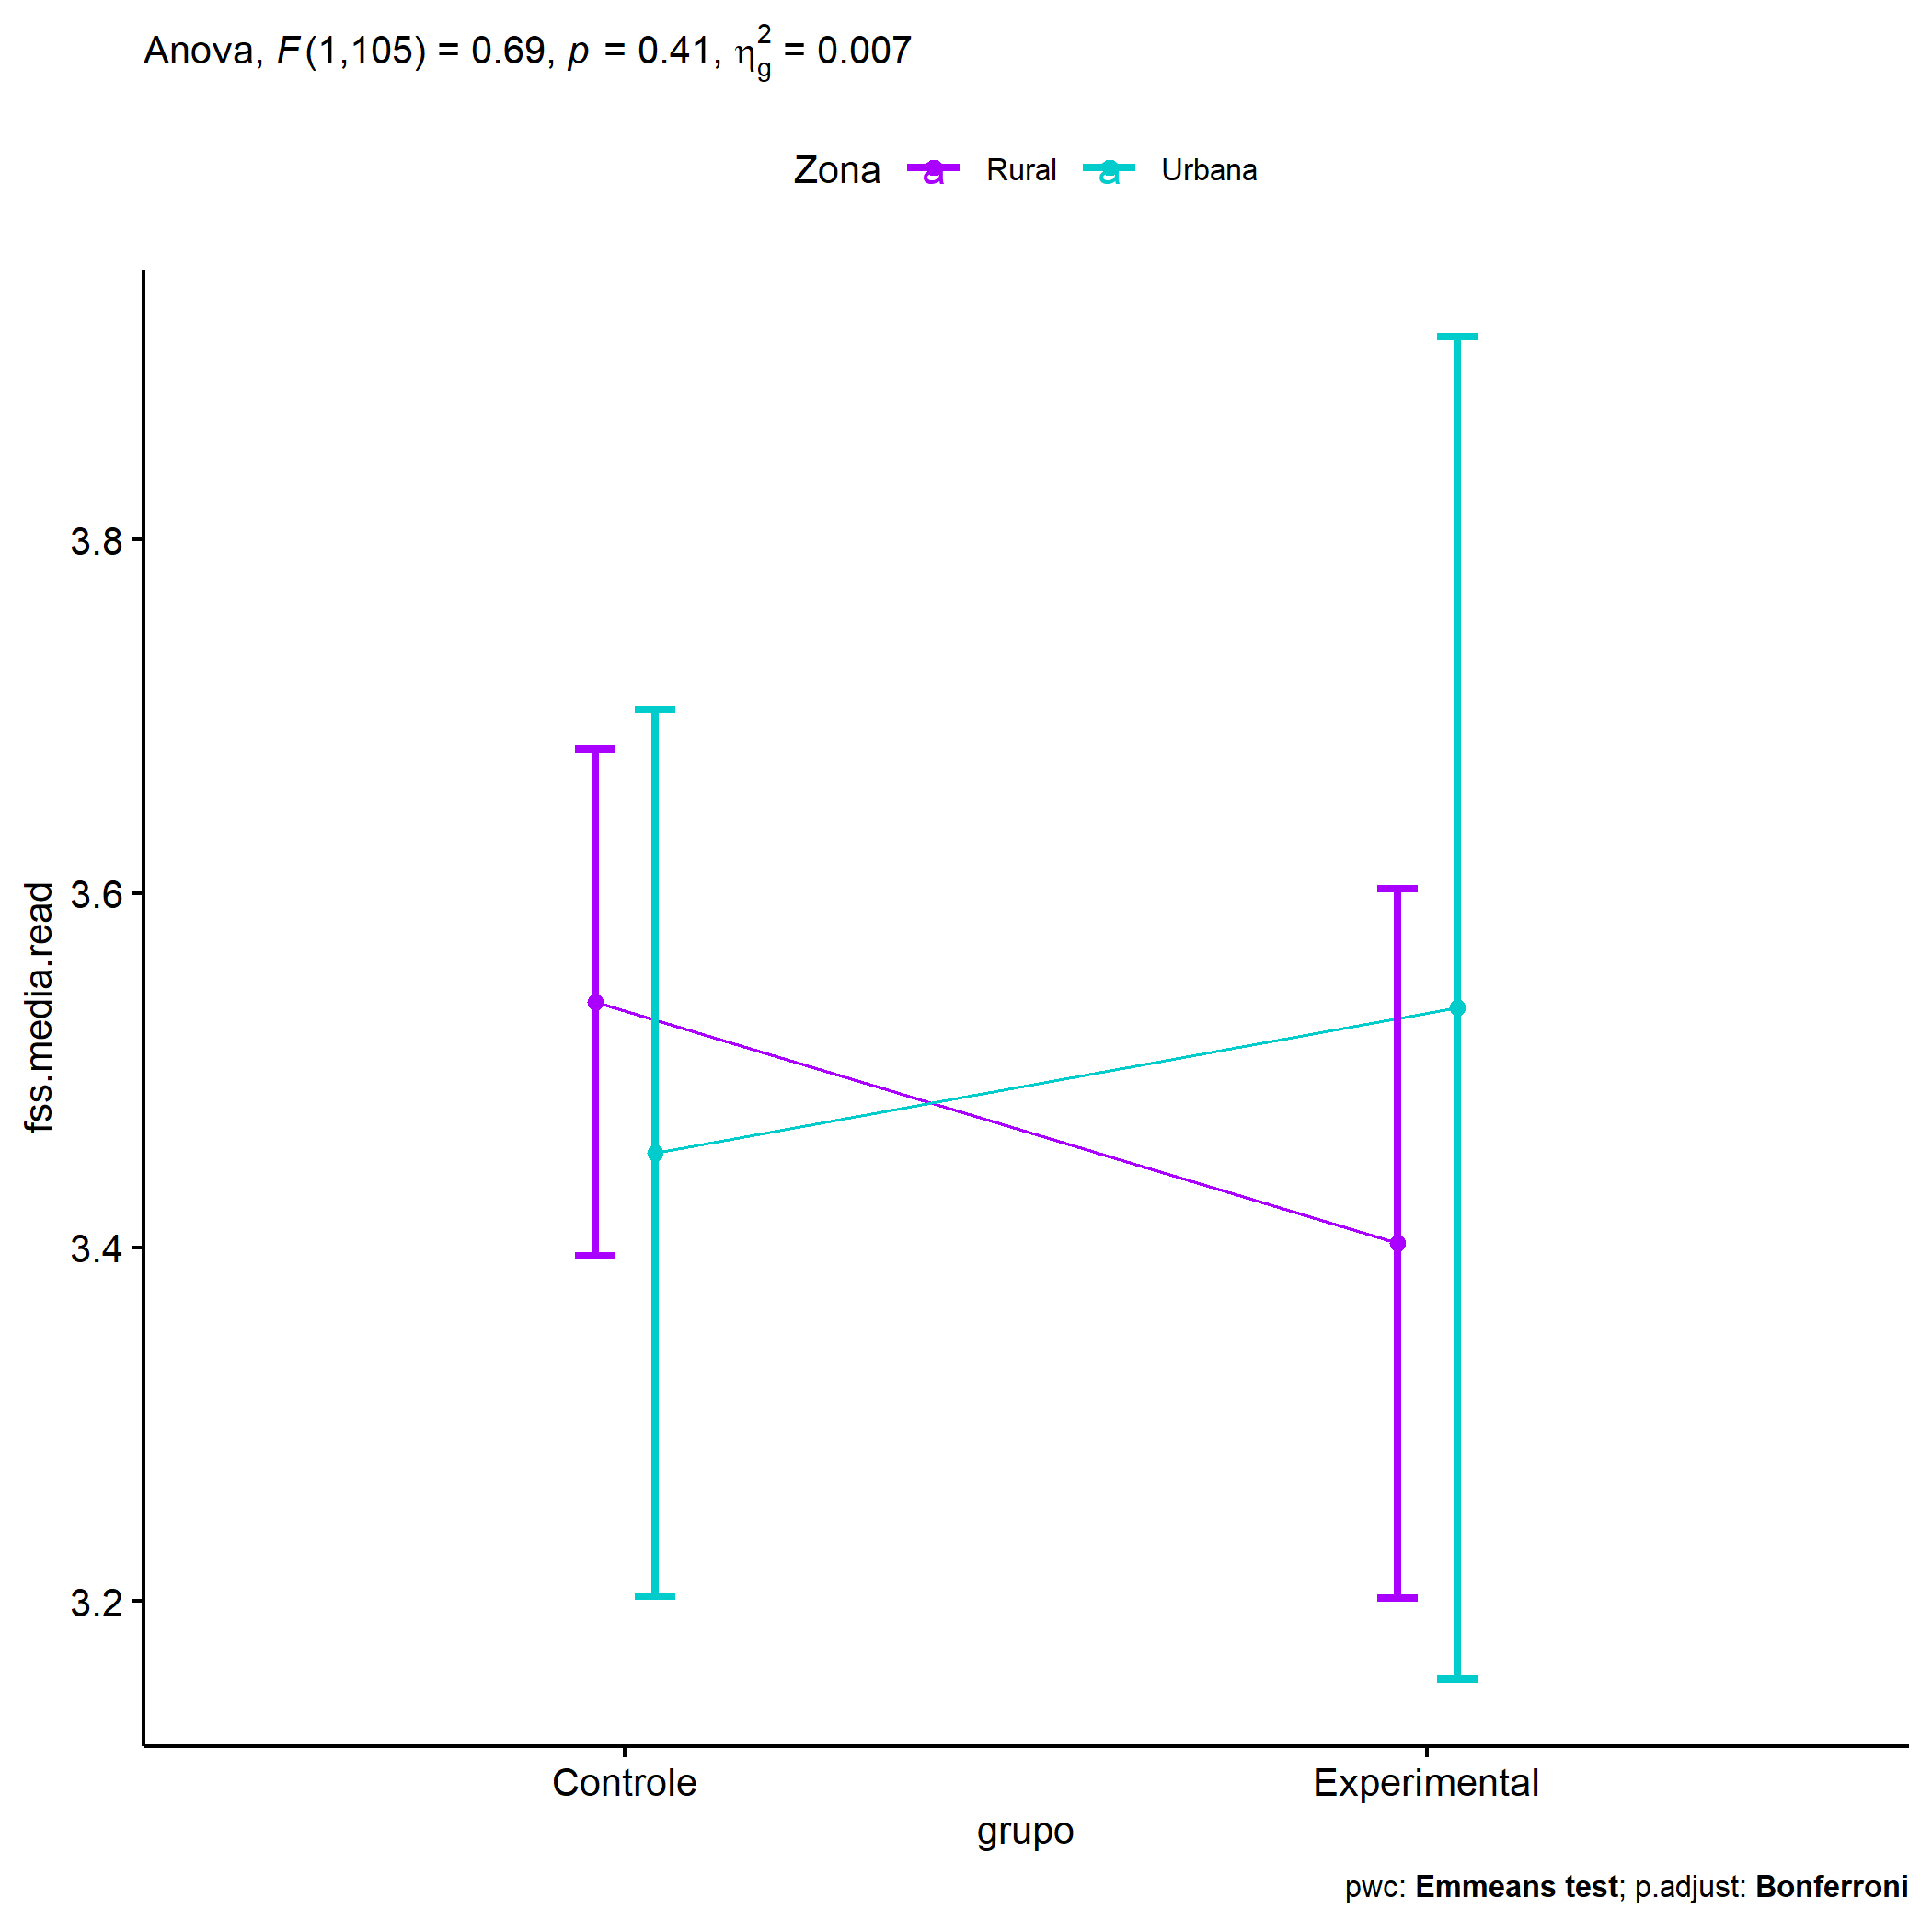 Anova, F(1,105) = 0.69, p = 0.41, η²g = 0.007
Zona a Rural a Urbana
3.8
3.6
3.4
3.2
fss.media.read
Controle Experimental
grupo
pwc: Emmeans test; p.adjust: Bonferroni